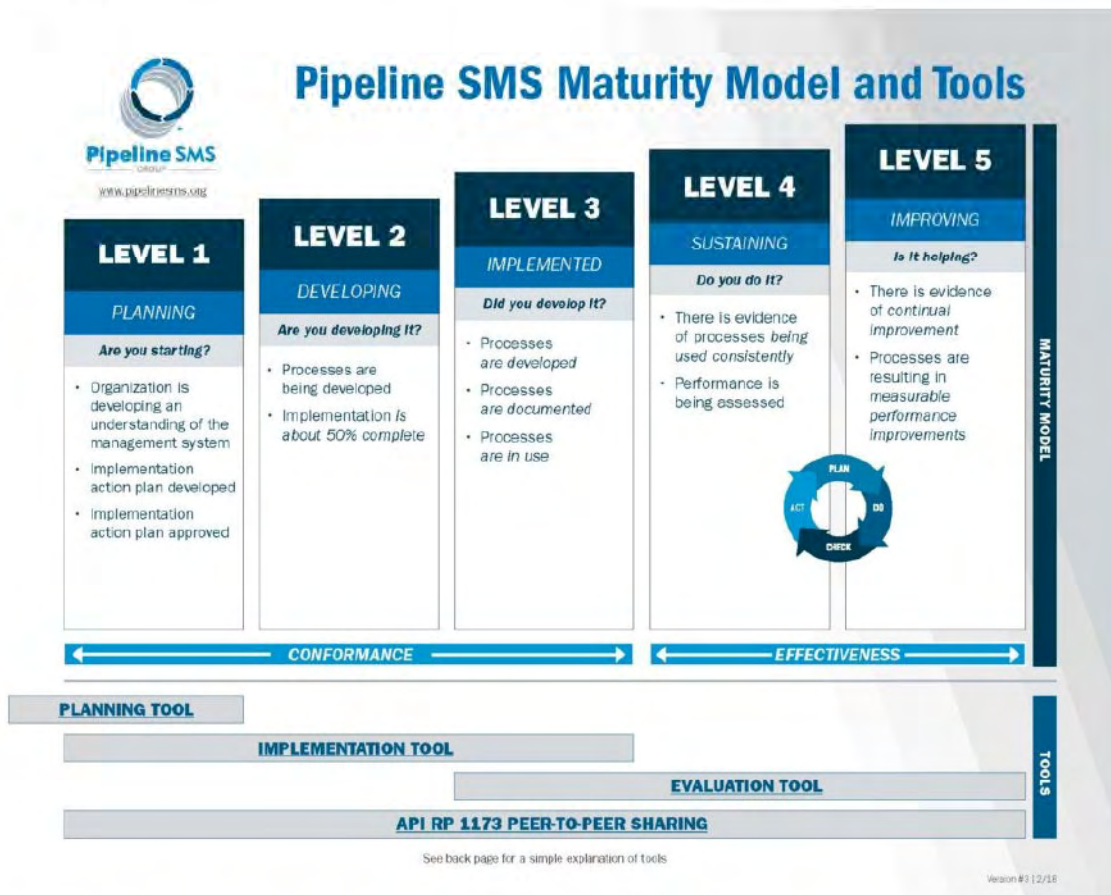 Pipeline SMS Maturity Model and Tools
Pipeline SMS
GROUP
www.pipelinesms.org
LEVEL 1
PLANNING
Are you starting?
• Organization is
developing an
understanding of the
management system
• Implementation
action plan developed
• Implementation
action plan approved
LEVEL 2
DEVELOPING
Are you developing it?
• Processes are
being developed
• Implementation is
about 50% complete
LEVEL 3
IMPLEMENTED
Did you develop it?
• Processes
are developed
• Processes
are documented
• Processes
are in use
LEVEL 4
SUSTAINING
Do you do it?
• There is evidence
of processes being
used consistently
• Performance is
being assessed
LEVEL 5
IMPROVING
Is it helping?
• There is evidence
of continual
improvement
• Processes are
resulting in
measurable
performance
improvements
PLAN
DO
CHECK
ACT
MATURITY MODEL
CONFORMANCE
EFFECTIVENESS
PLANNING TOOL
IMPLEMENTATION TOOL
EVALUATION TOOL
API RP 1173 PEER-TO-PEER SHARING
TOOLS
See back page for a simple explanation of tools
Version #3 | 2/18